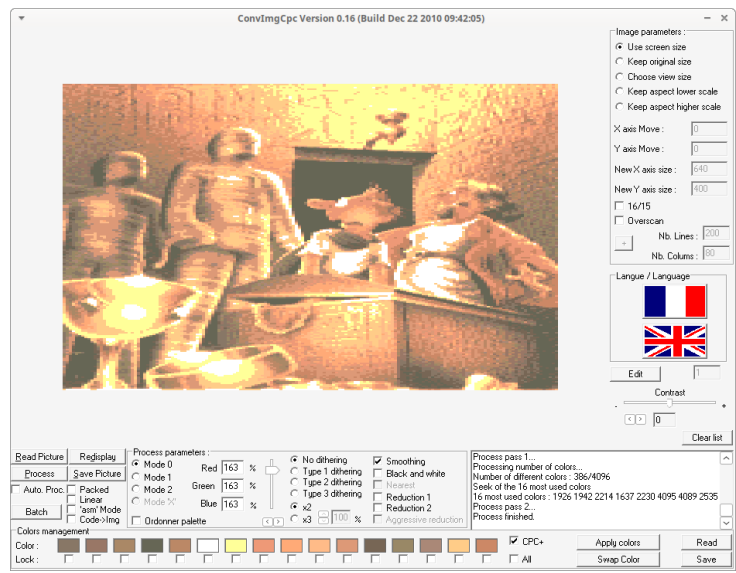 ConvImgCpc Version 0.16 (Build Dec 22 2010 09:42:05)
Image parameters :
Use screen size
Keep original size
Choose view size
Keep aspect lower scale
Keep aspect higher scale
X axis Move : 0
Y axis Move : 0
New X axis size : 640
New Y axis size : 400
16/15
Overscan
+ Nb. Lines : 200
Nb. Colums : 80
Langue / Language
Edit 1
Contrast
- +
< > 0
Clear list
Read Picture Redisplay
Process Save Picture
Auto. Proc. Packed
Linear
Batch 'asm' Mode
Code->Img
Process parameters :
Mode 0
Mode 1
Mode 2
Mode 'X'
Ordonner palette
Red 163 %
Green 163 %
Blue 163 %
< >
No dithering
Type 1 dithering
Type 2 dithering
Type 3 dithering
x2
x3 100 %
Smoothing
Black and white
Nearest
Reduction 1
Reduction 2
Aggressive reduction
Process pass 1...
Processing number of colors...
Number of different colors : 386/4096
Seek of the 16 most used colors
16 most used colors : 1926 1942 2214 1637 2230 4095 4089 2535
Process pass 2...
Process finished.
Colors management
Color : CPC+ Apply colors Read
Lock : All Swap Color Save